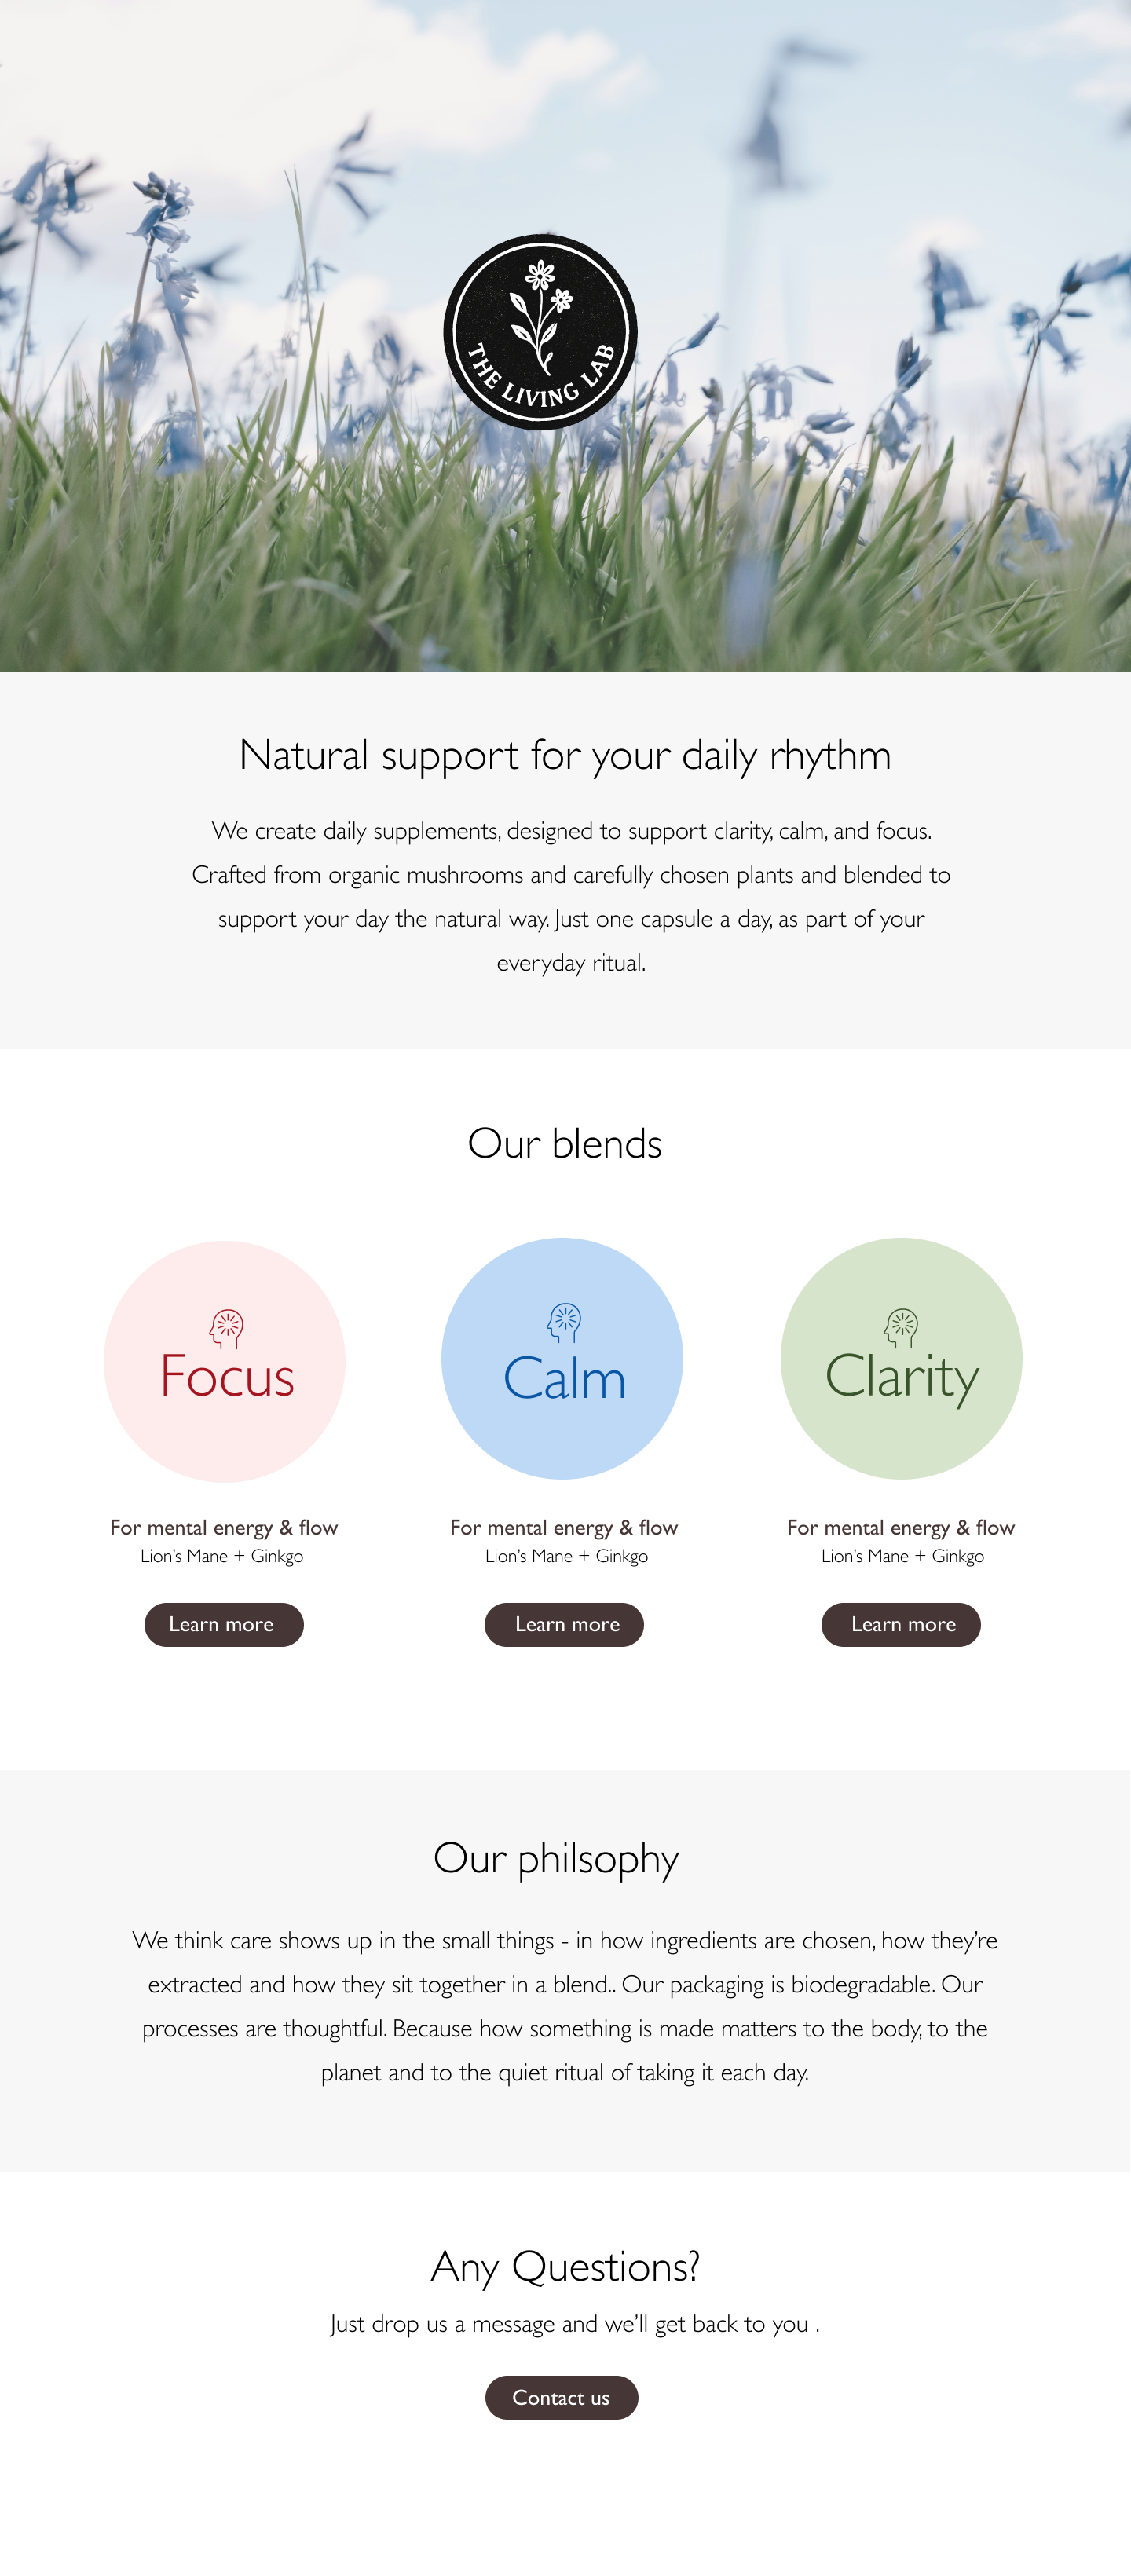 THE LIVING LAB
Natural support for your daily rhythm
We create daily supplements, designed to support clarity, calm, and focus.
Crafted from organic mushrooms and carefully chosen plants and blended to
support your day the natural way. Just one capsule a day, as part of your
everyday ritual.
Our blends
Focus
Calm
Clarity
For mental energy & flow
Lion’s Mane + Ginkgo
Learn more
For mental energy & flow
Lion’s Mane + Ginkgo
Learn more
For mental energy & flow
Lion’s Mane + Ginkgo
Learn more
Our philsophy
We think care shows up in the small things - in how ingredients are chosen, how they’re
extracted and how they sit together in a blend.. Our packaging is biodegradable. Our
processes are thoughtful. Because how something is made matters to the body, to the
planet and to the quiet ritual of taking it each day.
Any Questions?
Just drop us a message and we’ll get back to you .
Contact us